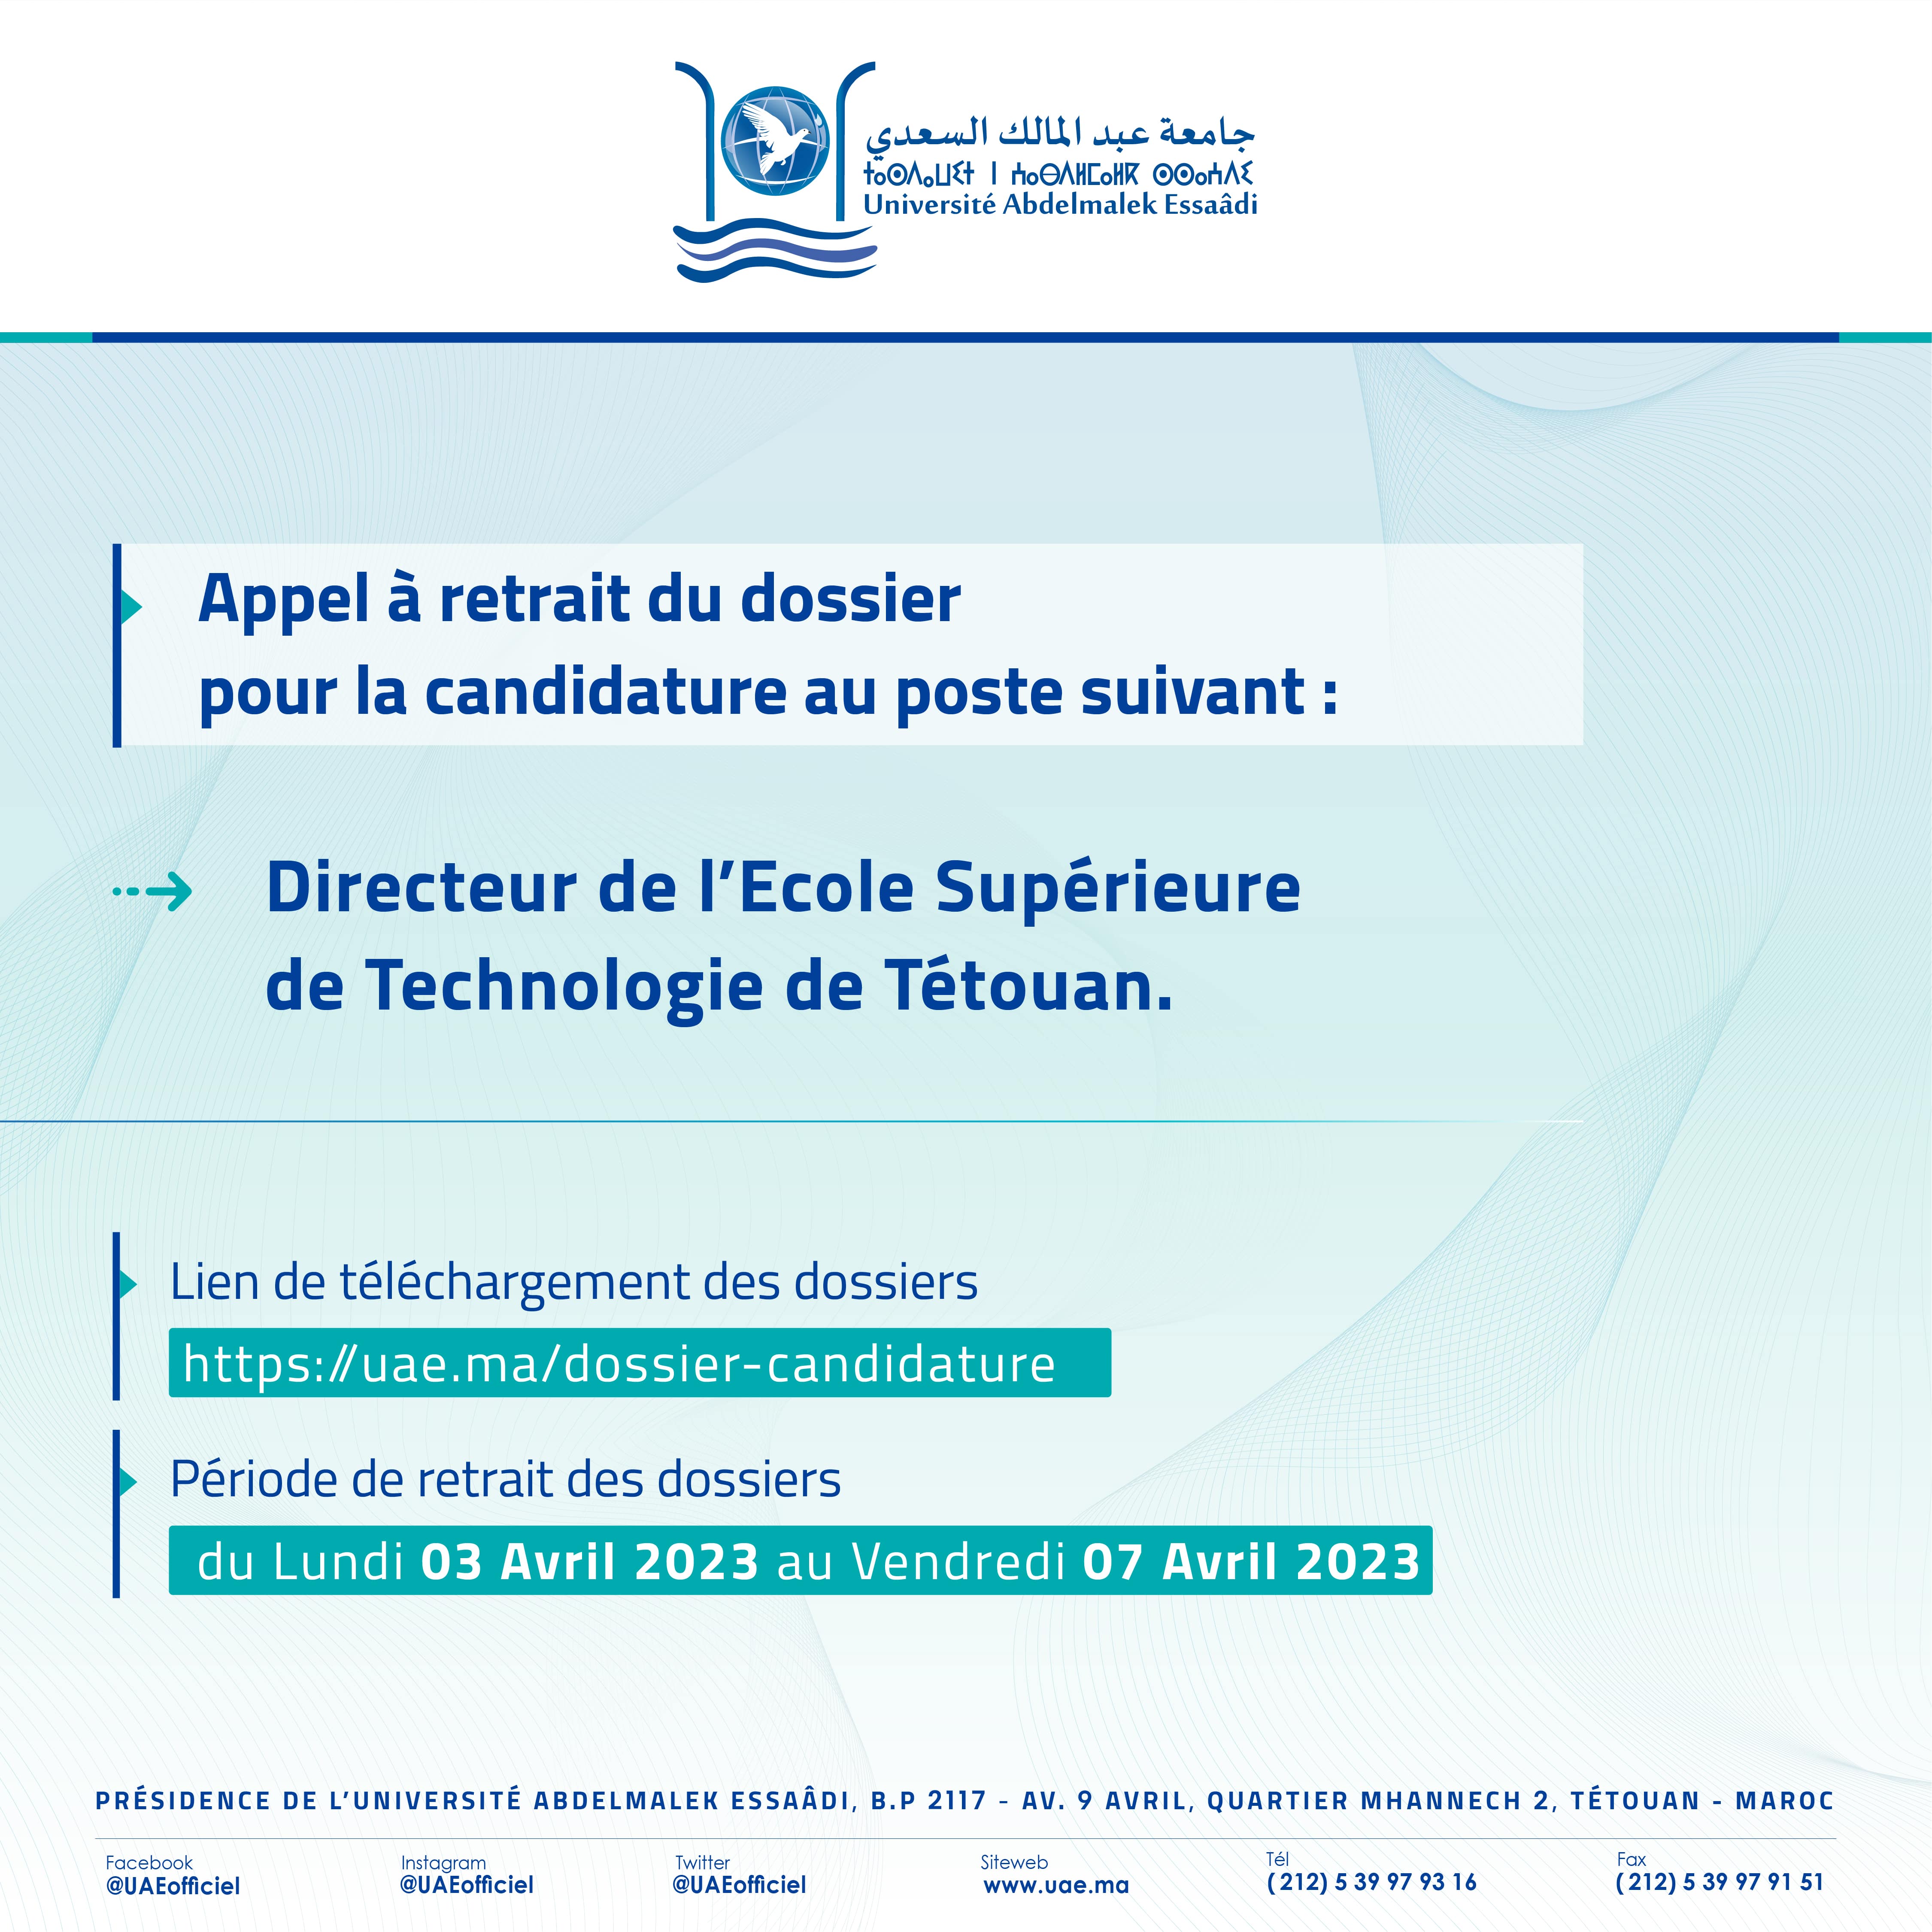 جامعة عبد المالك السعدي
ⵜⴰⵙⴷⴰⵡⵉⵜ ⵏ ⵄⴰⴱⴷⵍⵎⴰⵍⴽ ⵙⵙⴰⵄⴷⵉ
Université Abdelmalek Essaâdi
Appel à retrait du dossier
pour la candidature au poste suivant :
Directeur de l’Ecole Supérieure
de Technologie de Tétouan.
Lien de téléchargement des dossiers
https://uae.ma/dossier-candidature
Période de retrait des dossiers
du Lundi 03 Avril 2023 au Vendredi 07 Avril 2023
PRÉSIDENCE DE L’UNIVERSITÉ ABDELMALEK ESSAÂDI, B.P 2117 - AV. 9 AVRIL, QUARTIER MHANNECH 2, TÉTOUAN - MAROC
Facebook
@UAEofficiel
Instagram
@UAEofficiel
Twitter
@UAEofficiel
Siteweb
www.uae.ma
Tél
(212) 5 39 97 93 16
Fax
(212) 5 39 97 91 51